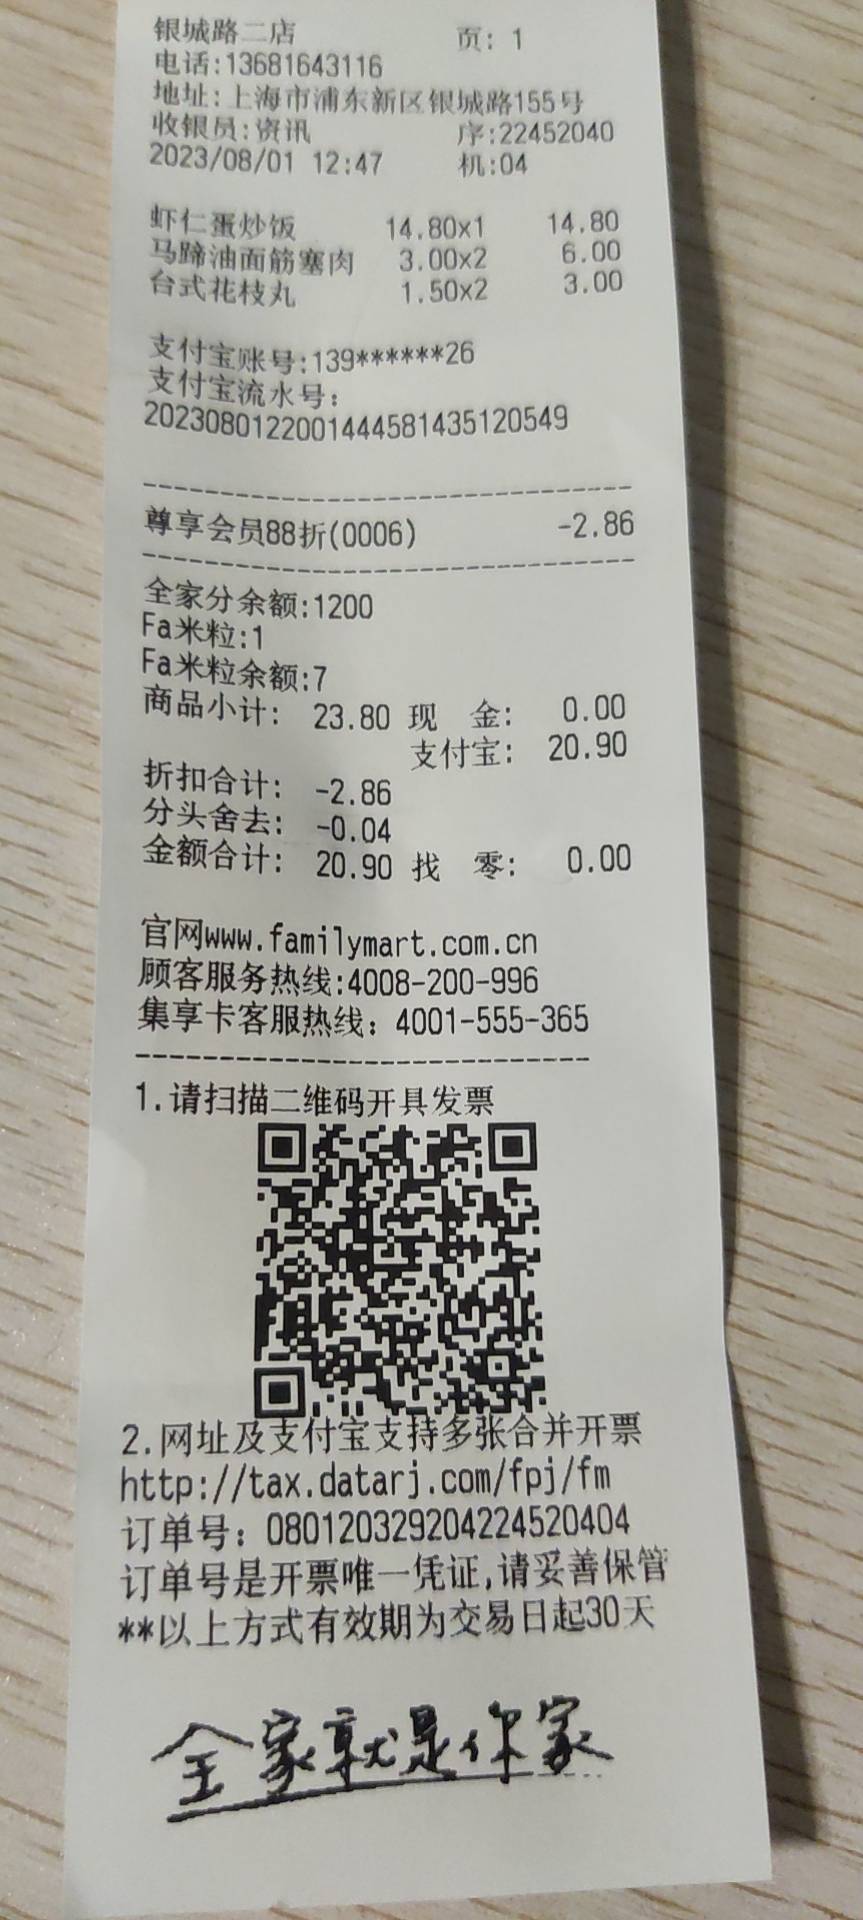 银城路二店 页: 1
电话:13681643116
地址:上海市浦东新区银城路155号
收银员:资讯 序:22452040
2023/08/01 12:47 机:04
虾仁蛋炒饭 14.80x1 14.80
马蹄油面筋塞肉 3.00x2 6.00
台式花枝丸 1.50x2 3.00
支付宝账号:139******26
支付宝流水号:
2023080122001444581435120549
尊享会员88折(0006) -2.86
全家分余额:1200
Fa米粒:1
Fa米粒余额:7
商品小计: 23.80 现 金: 0.00
支付宝: 20.90
折扣合计: -2.86
分头舍去: -0.04
金额合计: 20.90 找 零: 0.00
官网www.familymart.com.cn
顾客服务热线:4008-200-996
集享卡客服热线: 4001-555-365
1.请扫描二维码开具发票
2.网址及支付宝支持多张合并开票
http://tax.datarj.com/fpj/fm
订单号: 080120329204224520404
订单号是开票唯一凭证,请妥善保管
**以上方式有效期为交易日起30天
全家就是你家